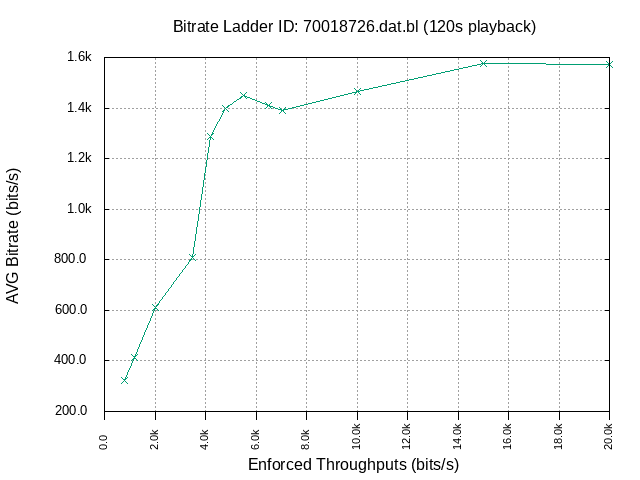 Bitrate Ladder ID: 70018726.dat.bl (120s playback)
1.6k
1.4k
1.2k
1.0k
800.0
600.0
400.0
200.0
AVG Bitrate (bits/s)
0.0
2.0k
4.0k
6.0k
8.0k
10.0k
12.0k
14.0k
16.0k
18.0k
20.0k
Enforced Throughputs (bits/s)